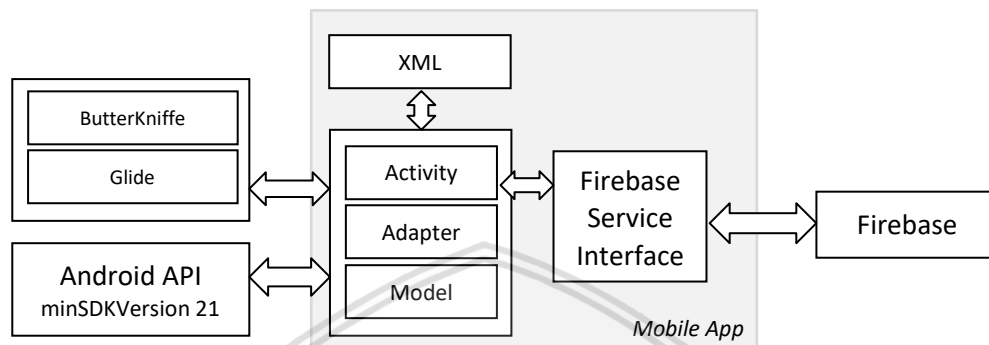 XML
ButterKniffe
Glide
Activity
Adapter
Model
Firebase
Service
Interface
Firebase
Android API
minSDKVersion 21
Mobile App